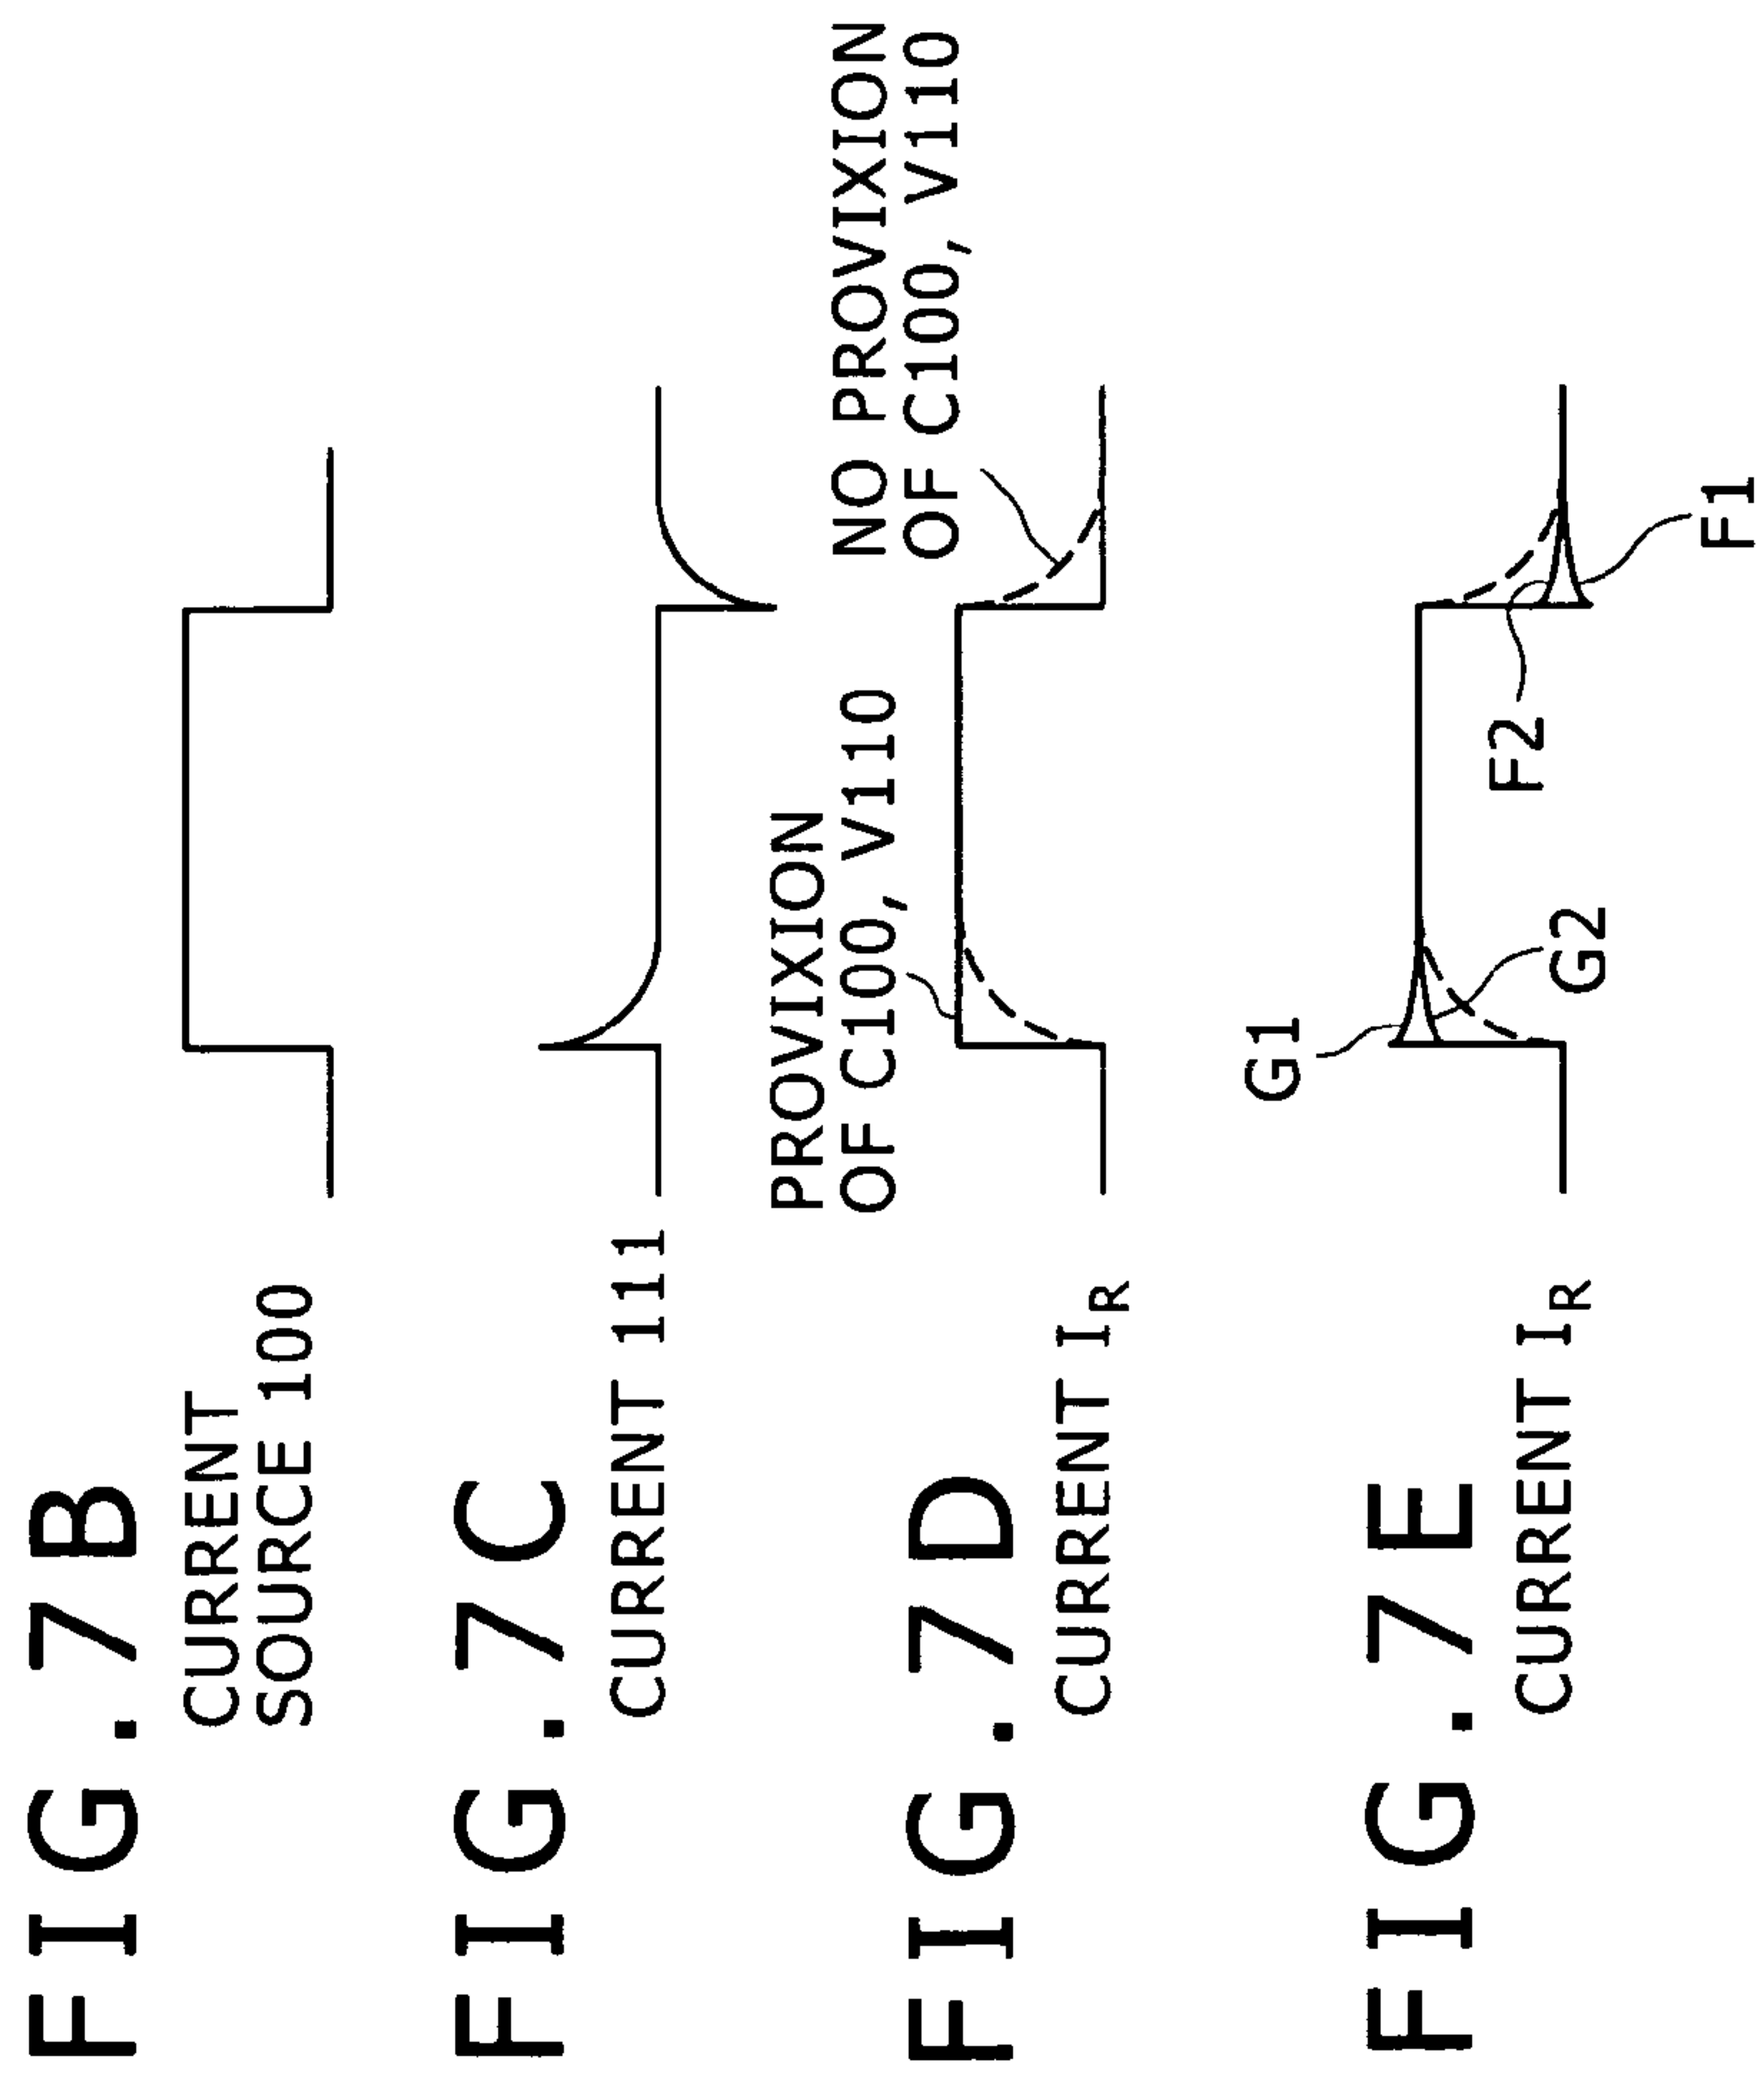 FIG.7B
CURRENT
SOURCE 100
FIG.7C
CURRENT 111
PROVIXION
OF C100, V110
NO PROVIXION
OF C100, V110
FIG.7D
CURRENT IR
G1
G2
F2
F1
FIG.7E
CURRENT IR